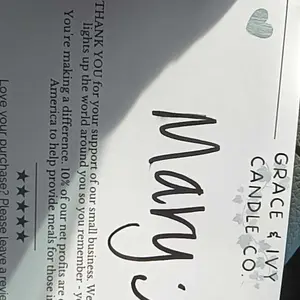 GRACE & IVY
CANDLE CO.
Mary
THANK YOU for your support of our small business. We
lights up the world around you so you remember - y
You're making a difference. 10% of our net profits are
America to help provide meals for those i
★★★★
Love your purchase? Please leave a revie